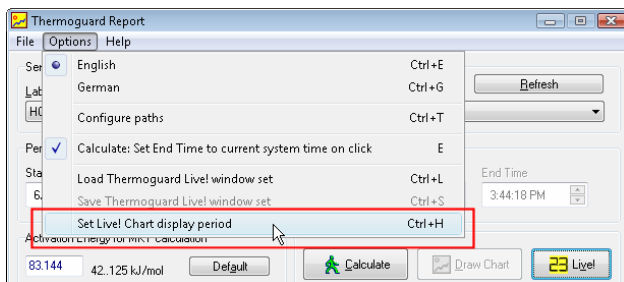 Thermoguard Report
File Options Help
English Ctrl+E
German Ctrl+G
Refresh
Configure paths Ctrl+T
Calculate: Set End Time to current system time on click E
End Time
Load Thermoguard Live! window set Ctrl+L
3:44:18 PM
Save Thermoguard Live! window set Ctrl+S
Set Live! Chart display period Ctrl+H
Activation Energy for MKT calculation
83.144 42..125 kJ/mol Default Calculate Draw Chart 23 Live!